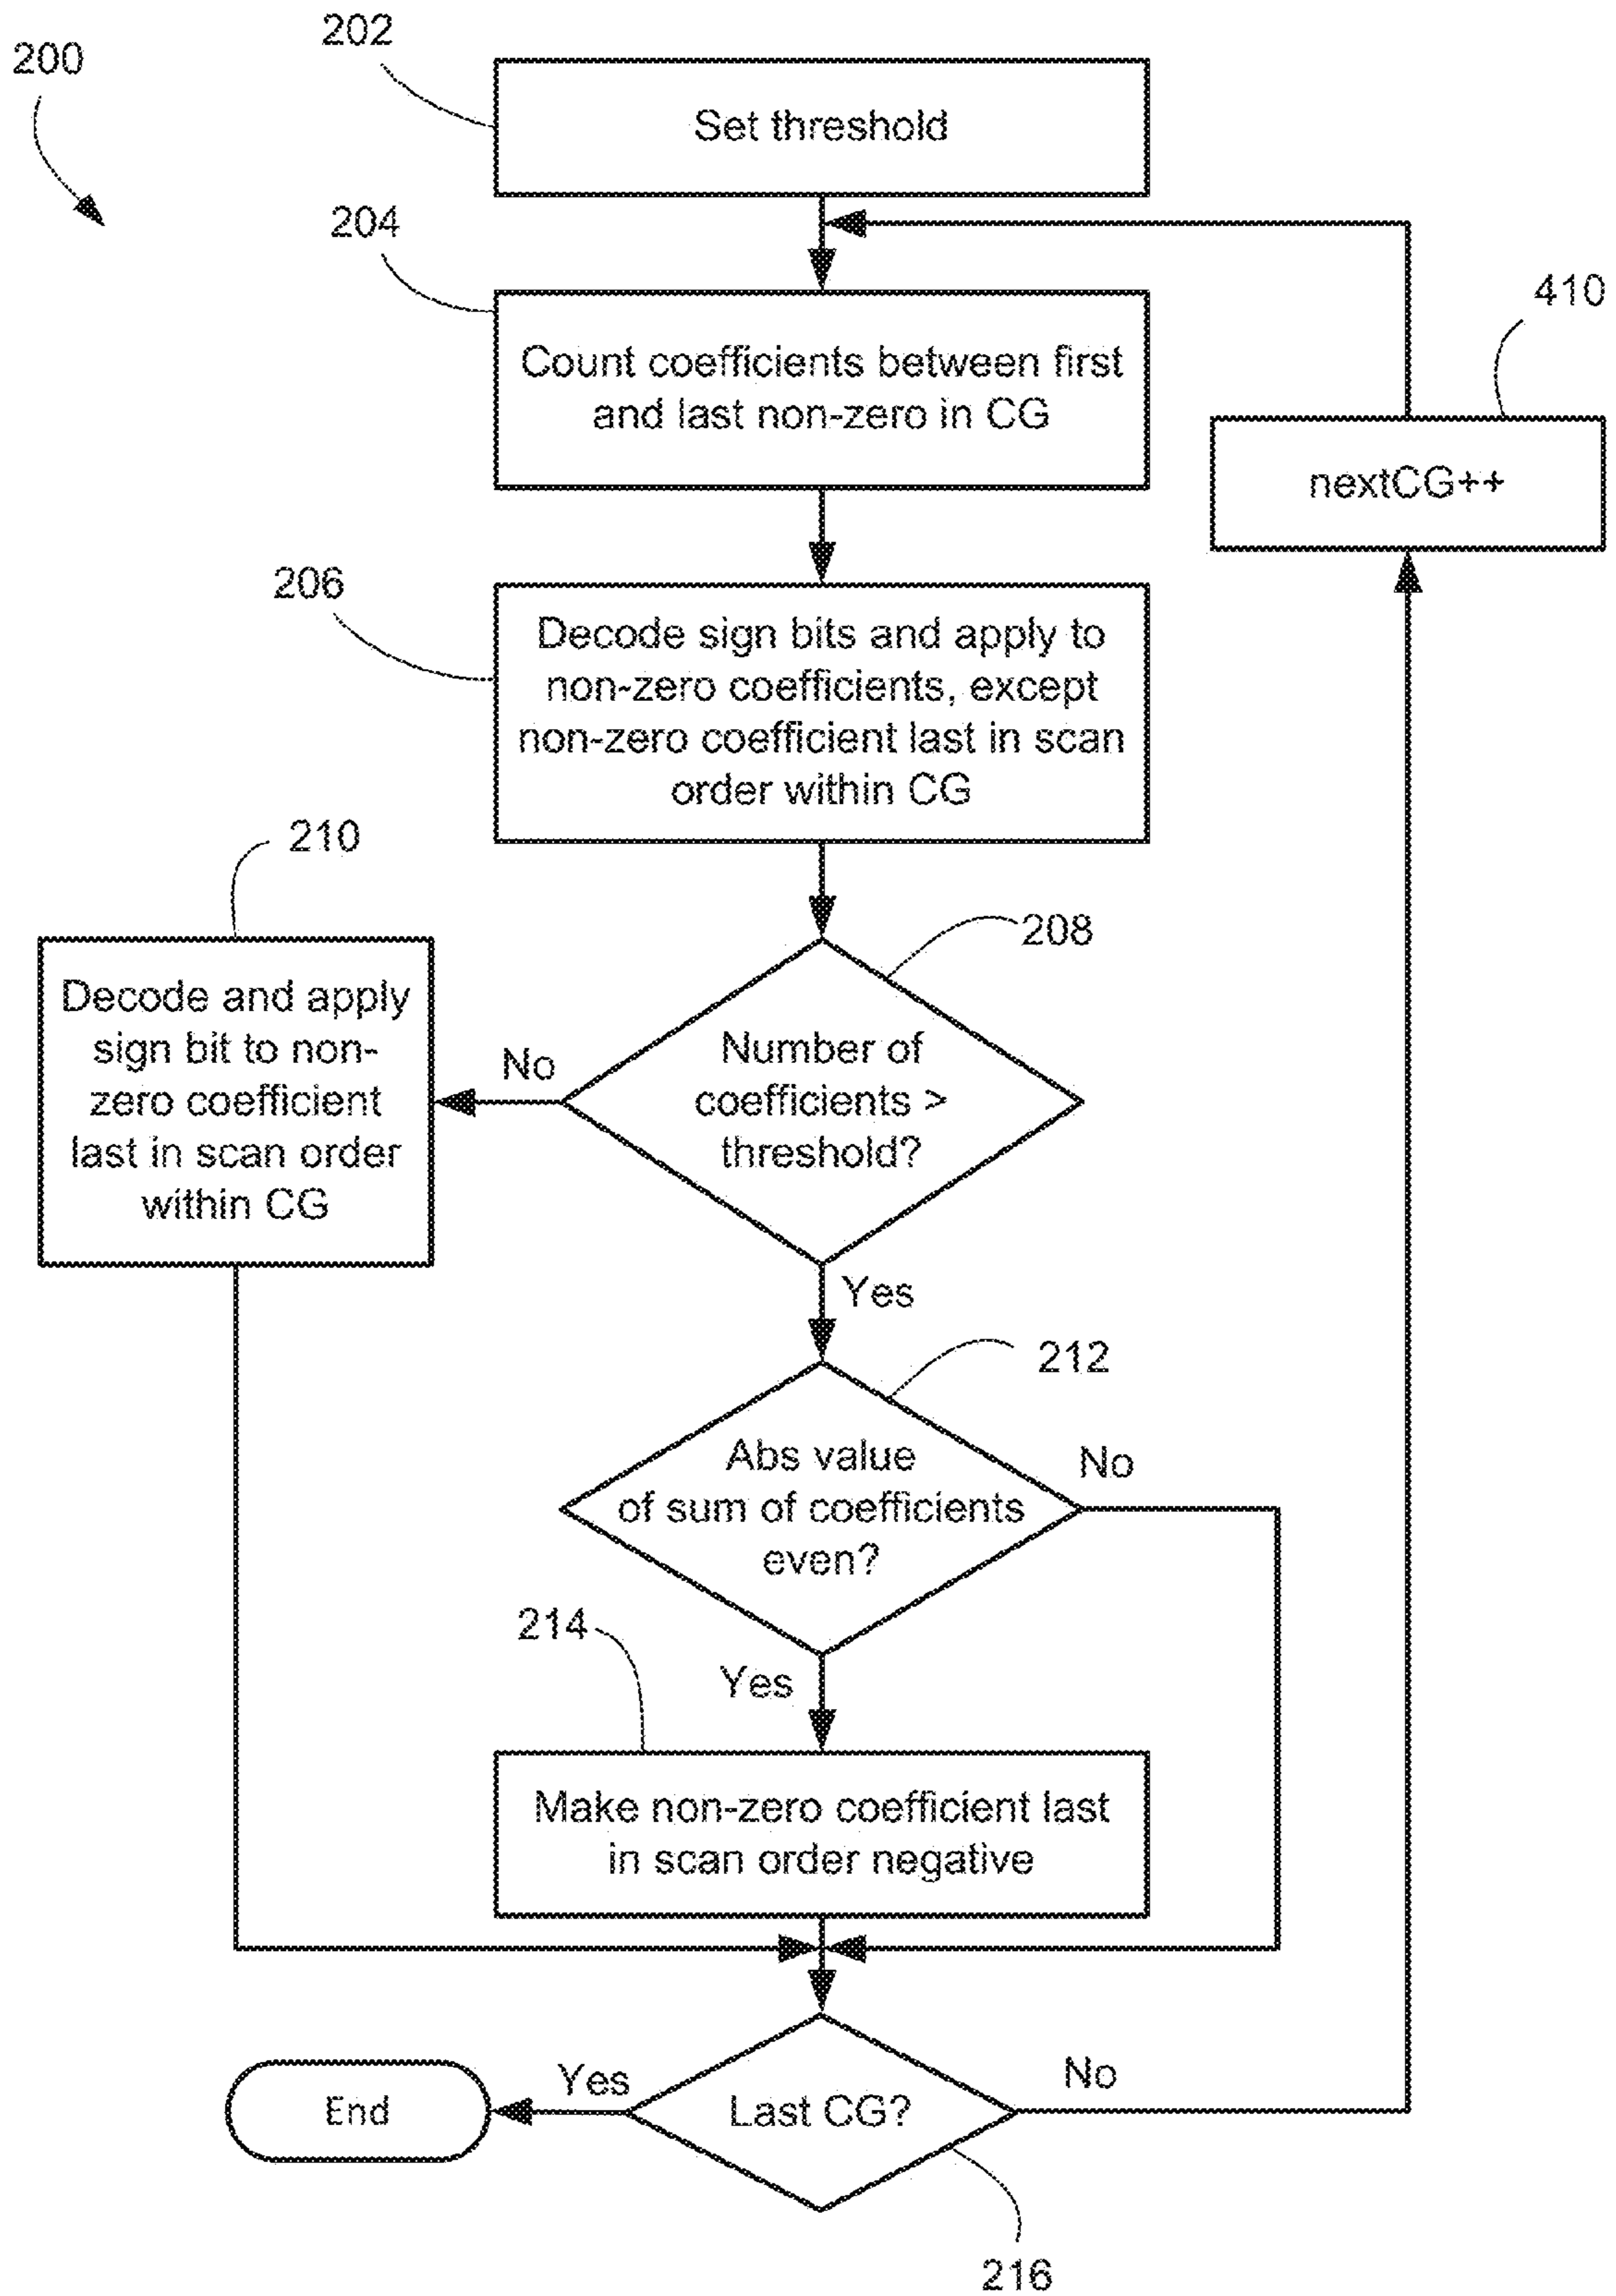 200
202
Set threshold
204
Count coefficients between first
and last non-zero in CG
410
nextCG++
206
Decode sign bits and apply to
non-zero coefficients, except
non-zero coefficient last in scan
order within CG
210
Decode and apply
sign bit to non-
zero coefficient
last in scan order
within CG
208
No
Number of
coefficients >
threshold?
Yes
212
Abs value
of sum of coefficients
even?
No
214
Yes
Make non-zero coefficient last
in scan order negative
End
Yes
Last CG?
No
216